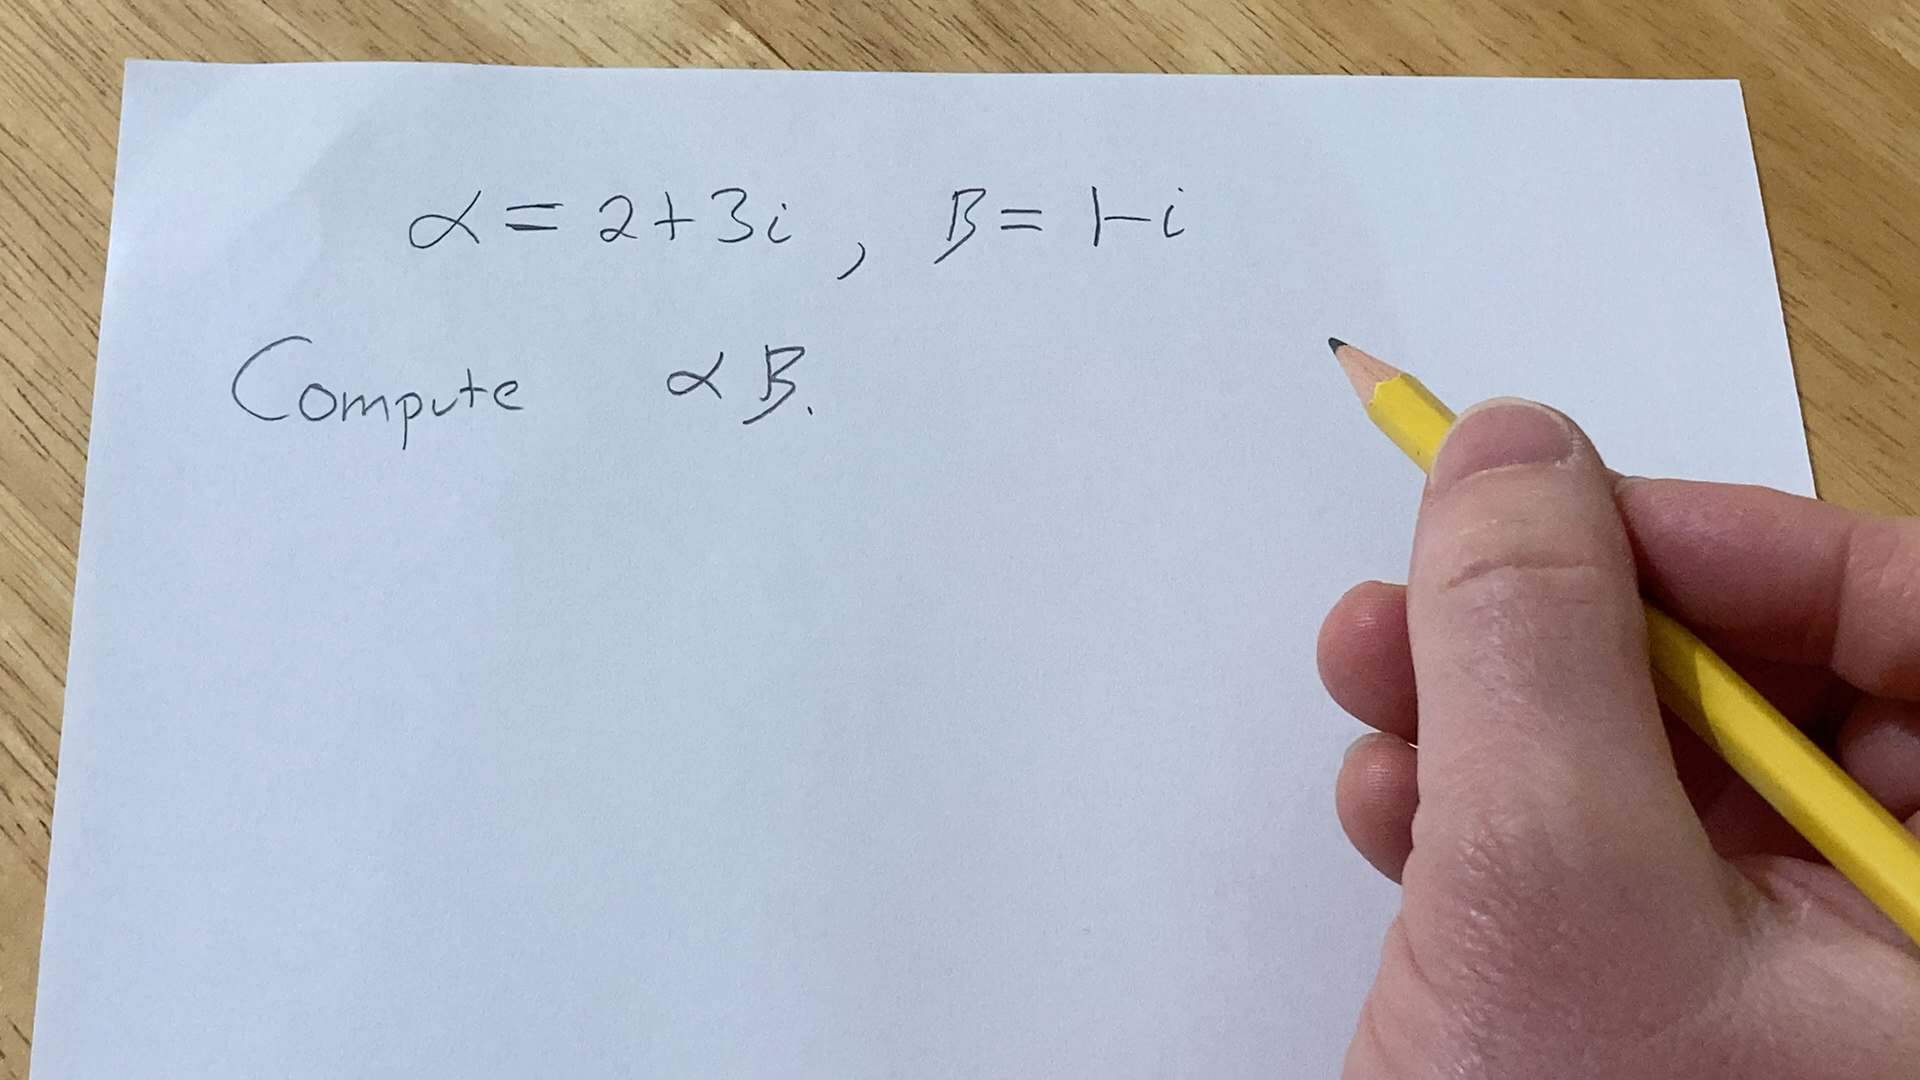 α = 2+3i , β = 1-i
Compute αβ.